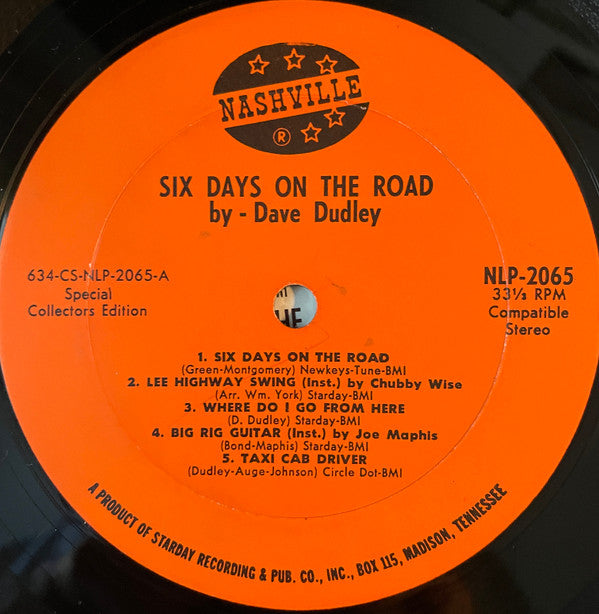 NASHVILLE
®
SIX DAYS ON THE ROAD
by - Dave Dudley
634-CS-NLP-2065-A
Special
Collectors Edition
NLP-2065
33⅓ RPM
Compatible
Stereo
1. SIX DAYS ON THE ROAD
(Green-Montgomery) Newkeys-Tune-BMI
2. LEE HIGHWAY SWING (Inst.) by Chubby Wise
(Arr. Wm. York) Starday-BMI
3. WHERE DO I GO FROM HERE
(D. Dudley) Starday-BMI
4. BIG RIG GUITAR (Inst.) by Joe Maphis
(Bond-Maphis) Starday-BMI
5. TAXI CAB DRIVER
(Dudley-Auge-Johnson) Circle Dot-BMI
A PRODUCT OF STARDAY RECORDING & PUB. CO., INC., BOX 115, MADISON, TENNESSEE